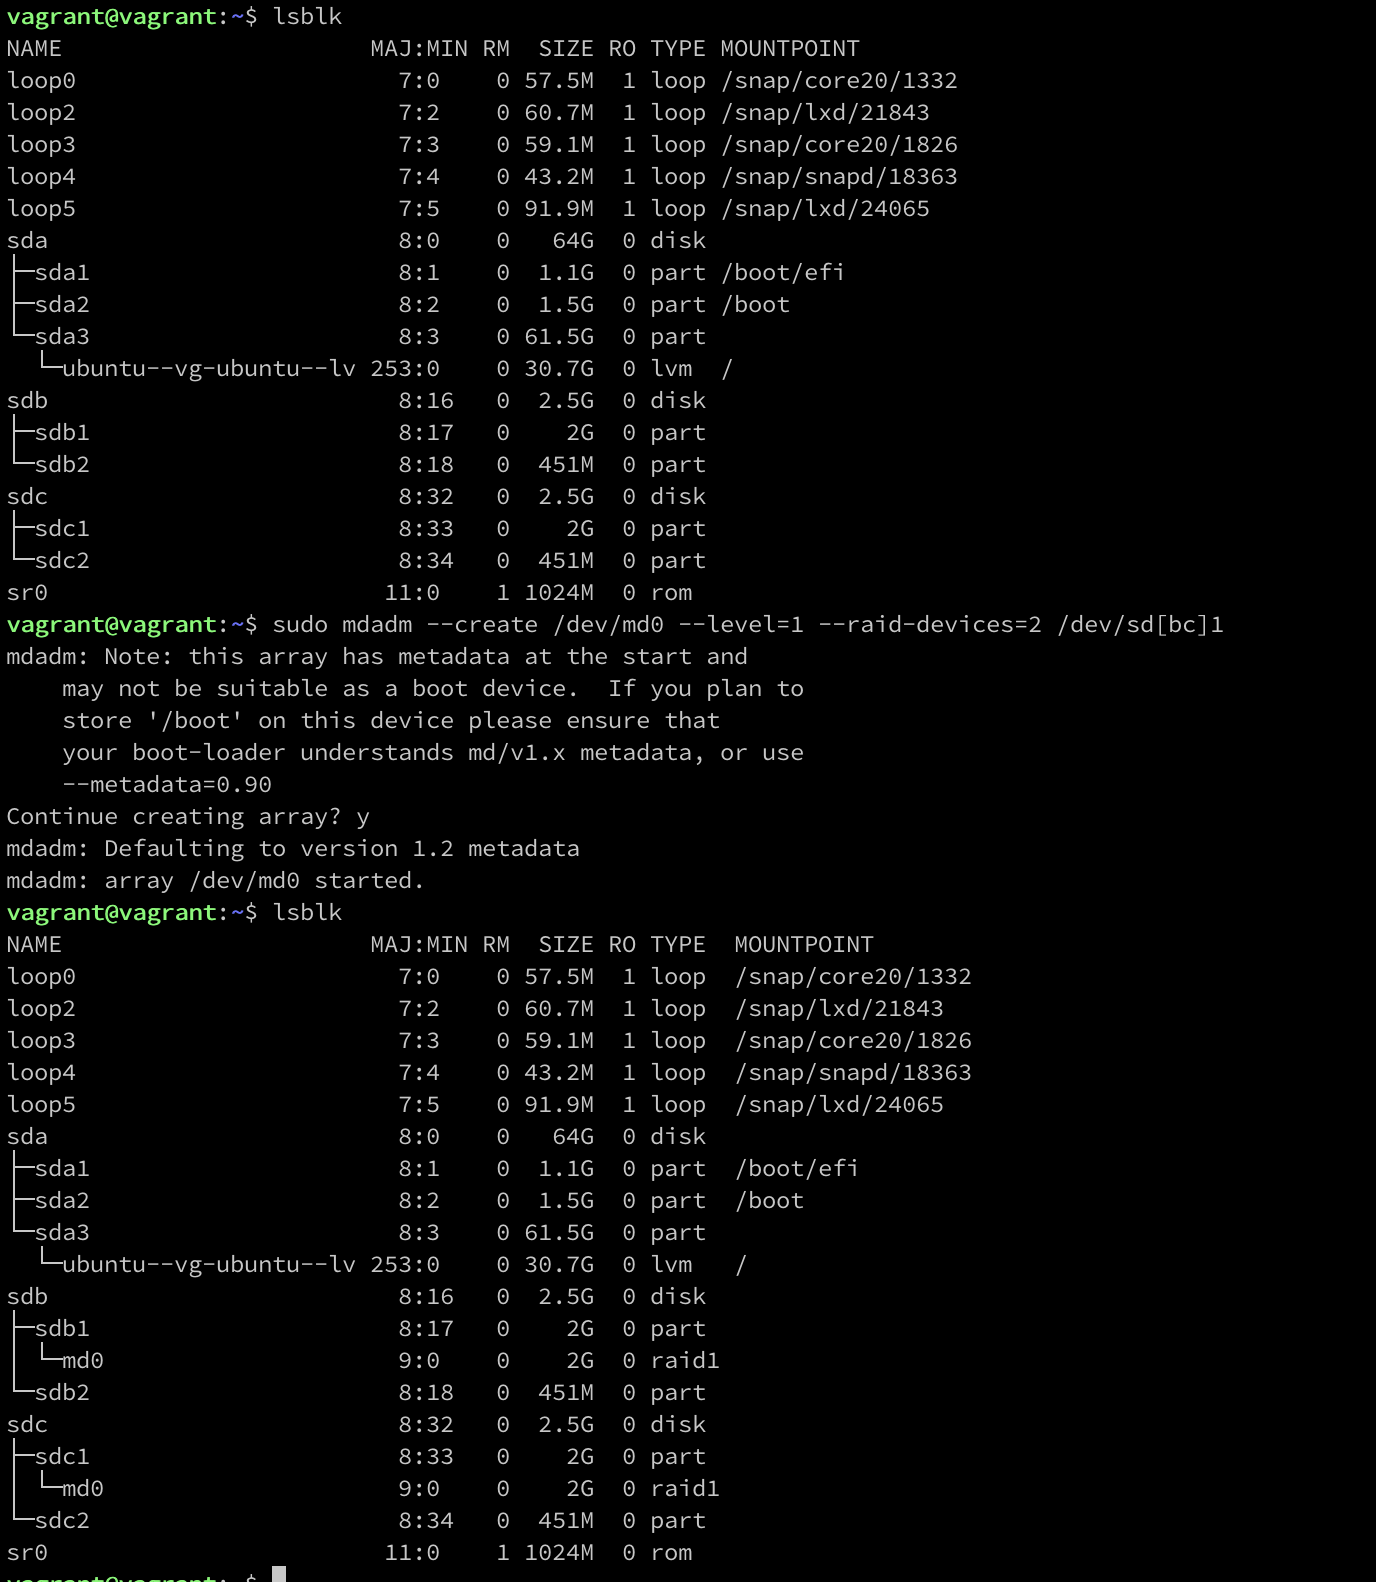 vagrant@vagrant:~$ lsblk
NAME                      MAJ:MIN RM  SIZE RO TYPE MOUNTPOINT
loop0                       7:0    0 57.5M  1 loop /snap/core20/1332
loop2                       7:2    0 60.7M  1 loop /snap/lxd/21843
loop3                       7:3    0 59.1M  1 loop /snap/core20/1826
loop4                       7:4    0 43.2M  1 loop /snap/snapd/18363
loop5                       7:5    0 91.9M  1 loop /snap/lxd/24065
sda                         8:0    0   64G  0 disk
├─sda1                      8:1    0  1.1G  0 part /boot/efi
├─sda2                      8:2    0  1.5G  0 part /boot
└─sda3                      8:3    0 61.5G  0 part
  └─ubuntu--vg-ubuntu--lv 253:0    0 30.7G  0 lvm  /
sdb                         8:16   0  2.5G  0 disk
├─sdb1                      8:17   0    2G  0 part
└─sdb2                      8:18   0  451M  0 part
sdc                         8:32   0  2.5G  0 disk
├─sdc1                      8:33   0    2G  0 part
└─sdc2                      8:34   0  451M  0 part
sr0                        11:0    1 1024M  0 rom
vagrant@vagrant:~$ sudo mdadm --create /dev/md0 --level=1 --raid-devices=2 /dev/sd[bc]1
mdadm: Note: this array has metadata at the start and
    may not be suitable as a boot device.  If you plan to
    store '/boot' on this device please ensure that
    your boot-loader understands md/v1.x metadata, or use
    --metadata=0.90
Continue creating array? y
mdadm: Defaulting to version 1.2 metadata
mdadm: array /dev/md0 started.
vagrant@vagrant:~$ lsblk
NAME                      MAJ:MIN RM  SIZE RO TYPE  MOUNTPOINT
loop0                       7:0    0 57.5M  1 loop  /snap/core20/1332
loop2                       7:2    0 60.7M  1 loop  /snap/lxd/21843
loop3                       7:3    0 59.1M  1 loop  /snap/core20/1826
loop4                       7:4    0 43.2M  1 loop  /snap/snapd/18363
loop5                       7:5    0 91.9M  1 loop  /snap/lxd/24065
sda                         8:0    0   64G  0 disk
├─sda1                      8:1    0  1.1G  0 part  /boot/efi
├─sda2                      8:2    0  1.5G  0 part  /boot
└─sda3                      8:3    0 61.5G  0 part
  └─ubuntu--vg-ubuntu--lv 253:0    0 30.7G  0 lvm   /
sdb                         8:16   0  2.5G  0 disk
├─sdb1                      8:17   0    2G  0 part
│ └─md0                     9:0    0    2G  0 raid1
└─sdb2                      8:18   0  451M  0 part
sdc                         8:32   0  2.5G  0 disk
├─sdc1                      8:33   0    2G  0 part
│ └─md0                     9:0    0    2G  0 raid1
└─sdc2                      8:34   0  451M  0 part
sr0                        11:0    1 1024M  0 rom